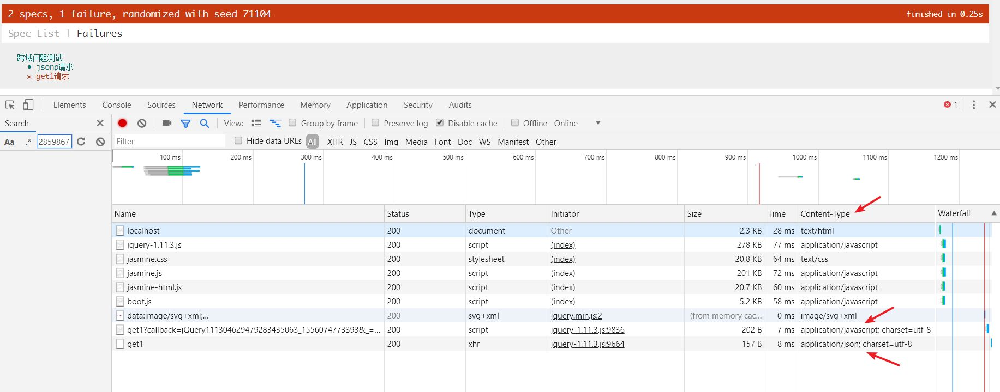 2 specs, 1 failure, randomized with seed 71104 finished in 0.25s
Spec List | Failures
跨域问题测试
• jsonp请求
× get1请求
Elements Console Sources Network Performance Memory Application Security Audits 1
Search View: Group by frame Preserve log Disable cache Offline Online
Aa .* 2859867 Filter Hide data URLs All XHR JS CSS Img Media Font Doc WS Manifest Other
100 ms 200 ms 300 ms 400 ms 500 ms 600 ms 700 ms 800 ms 900 ms 1000 ms 1100 ms 1200 ms
Name Status Type Initiator Size Time Content-Type Waterfall
localhost 200 document Other 2.3 KB 28 ms text/html
jquery-1.11.3.js 200 script (index) 278 KB 77 ms application/javascript
jasmine.css 200 stylesheet (index) 20.8 KB 64 ms text/css
jasmine.js 200 script (index) 201 KB 72 ms application/javascript
jasmine-html.js 200 script (index) 20.7 KB 60 ms application/javascript
boot.js 200 script (index) 5.2 KB 58 ms application/javascript
data:image/svg+xml;... 200 svg+xml jquery.min.js:2 (from memory cac... 0 ms image/svg+xml
get1?callback=jQuery111304629479283435063_1556074773393&_=... 200 script jquery-1.11.3.js:9836 202 B 7 ms application/javascript; charset=utf-8
get1 200 xhr jquery-1.11.3.js:9664 157 B 8 ms application/json; charset=utf-8